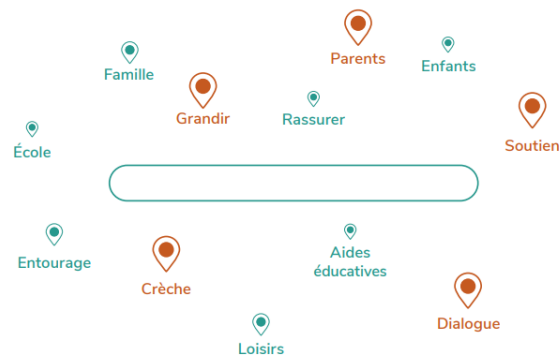 Parents
Enfants
Famille
Grandir
Rassurer
Soutien
École
Entourage
Crèche
Aides
éducatives
Dialogue
Loisirs